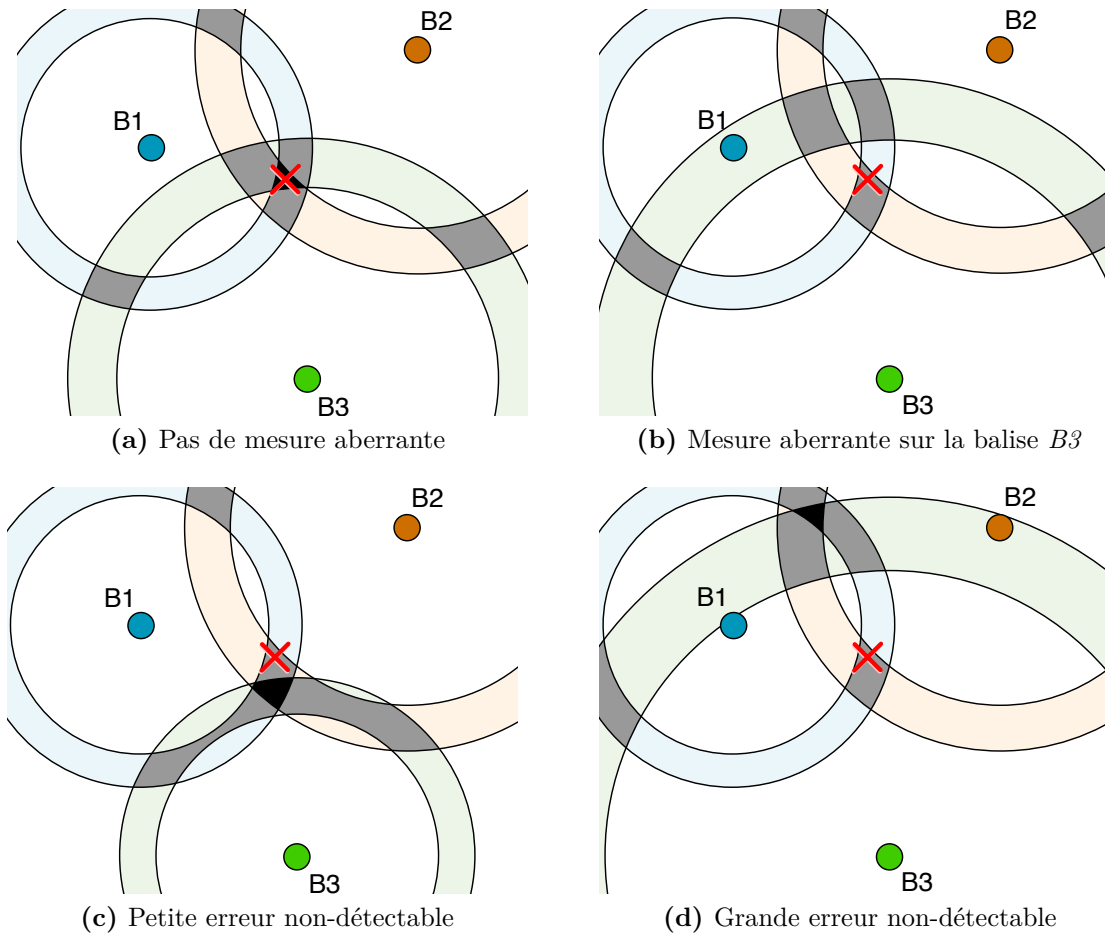 B2
B1
B3
(a) Pas de mesure aberrante
B2
B1
B3
(b) Mesure aberrante sur la balise B3
B2
B1
B3
(c) Petite erreur non-détectable
B2
B1
B3
(d) Grande erreur non-détectable